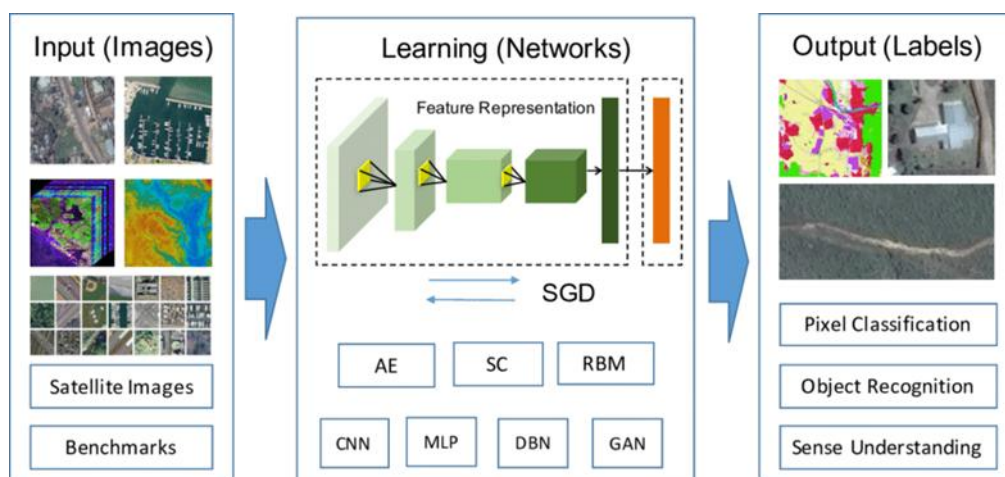 Input (Images)
Satellite Images
Benchmarks
Learning (Networks)
Feature Representation
SGD
AE
SC
RBM
CNN
MLP
DBN
GAN
Output (Labels)
Pixel Classification
Object Recognition
Sense Understanding